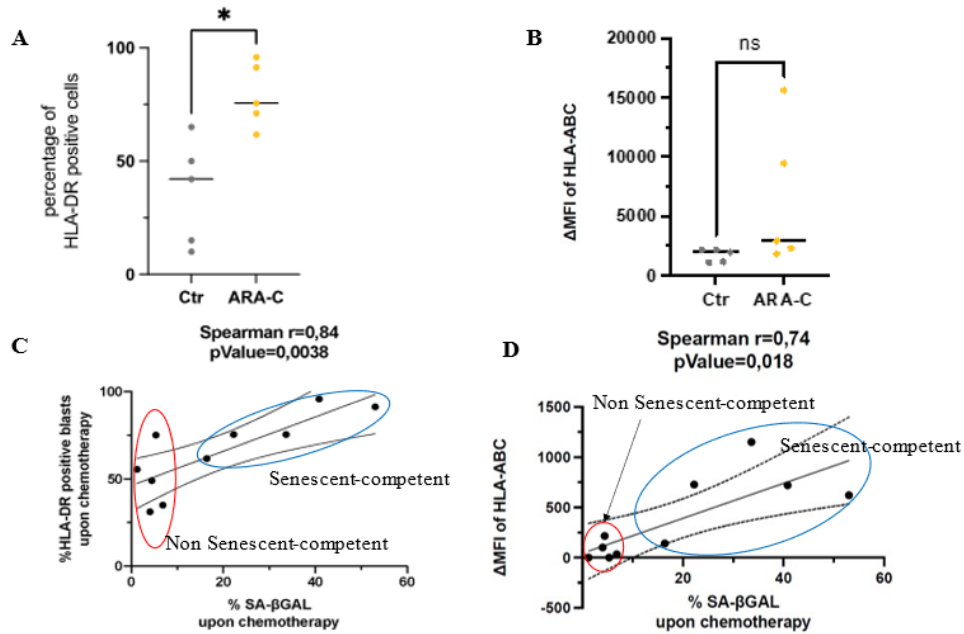 A
*
percentage of
HLA-DR positive cells
100
50
0
Ctr
ARA-C
B
ns
ΔMFI of HLA-ABC
20000
15000
10000
5000
0
Ctr
ARA-C
C
Spearman r=0,84
pValue=0,0038
%HLA-DR positive blasts
upon chemotherapy
100
50
0
0
20
40
60
Senescent-competent
Non Senescent-competent
% SA-βGAL
upon chemotherapy
D
Spearman r=0,74
pValue=0,018
ΔMFI of HLA-ABC
1500
1000
500
0
-500
20
40
60
Non Senescent-competent
Senescent-competent
% SA-βGAL
upon chemotherapy